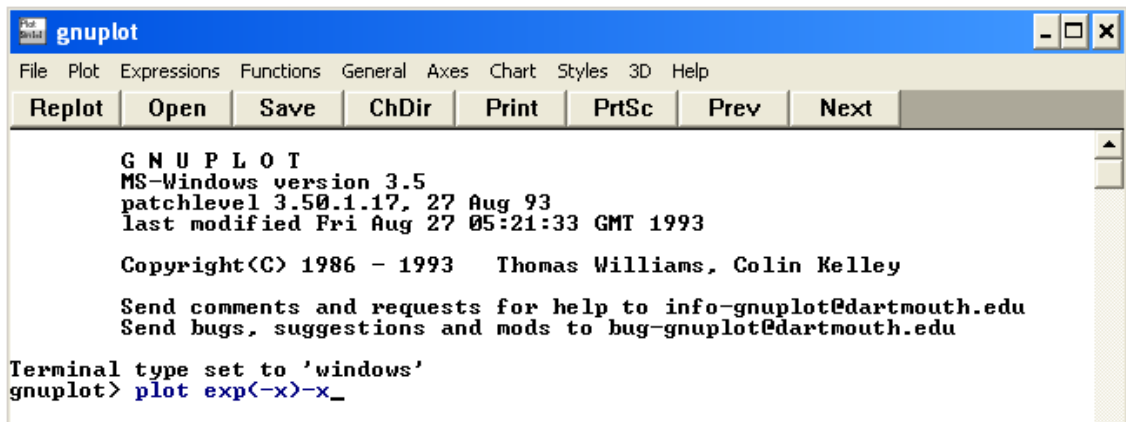 gnuplot
File Plot Expressions Functions General Axes Chart Styles 3D Help
Replot Open Save ChDir Print PrtSc Prev Next
G N U P L O T
MS-Windows version 3.5
patchlevel 3.50.1.17, 27 Aug 93
last modified Fri Aug 27 05:21:33 GMT 1993
Copyright(C) 1986 - 1993 Thomas Williams, Colin Kelley
Send comments and requests for help to info-gnuplot@dartmouth.edu
Send bugs, suggestions and mods to bug-gnuplot@dartmouth.edu
Terminal type set to 'windows'
gnuplot> plot exp(-x)-x_